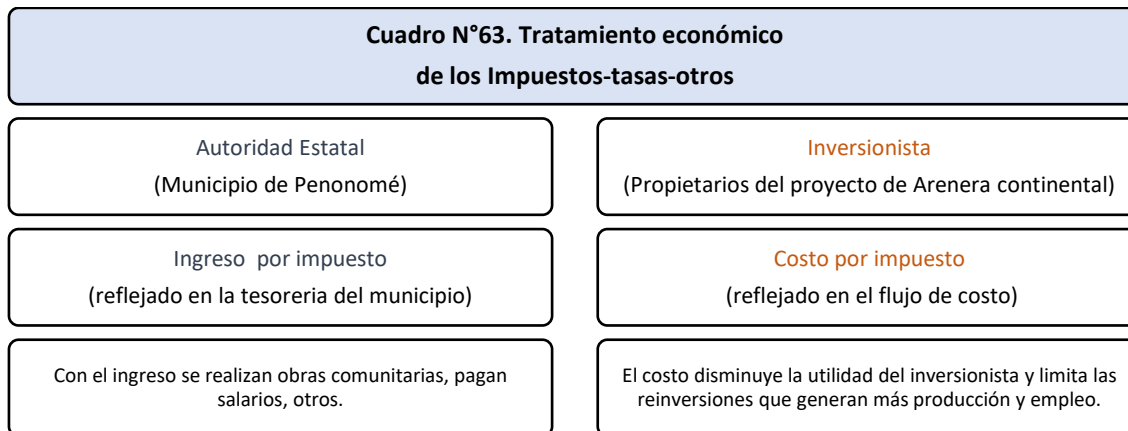 Cuadro N°63. Tratamiento económico
de los Impuestos-tasas-otros
Autoridad Estatal
(Municipio de Penonomé)
Inversionista
(Propietarios del proyecto de Arenera continental)
Ingreso por impuesto
(reflejado en la tesoreria del municipio)
Costo por impuesto
(reflejado en el flujo de costo)
Con el ingreso se realizan obras comunitarias, pagan
salarios, otros.
El costo disminuye la utilidad del inversionista y limita las
reinversiones que generan más producción y empleo.